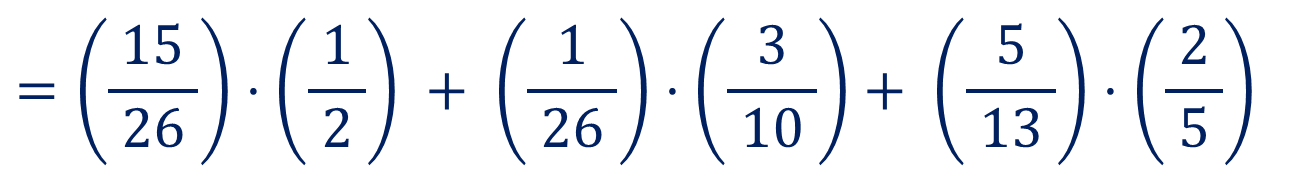 = (15/26) · (1/2) + (1/26) · (3/10) + (5/13) · (2/5)